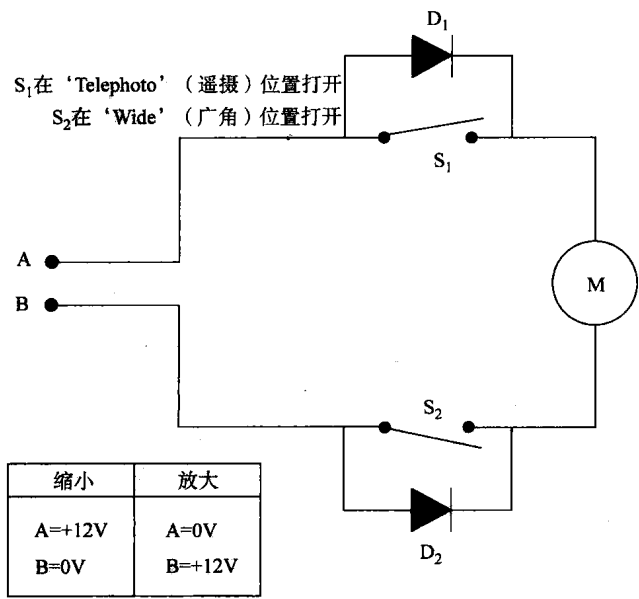 D₁
S₁在‘Telephoto’（遥摄）位置打开
S₂在‘Wide’（广角）位置打开
S₁
A
B
M
S₂
缩小 放大
A=+12V A=0V
B=0V B=+12V
D₂